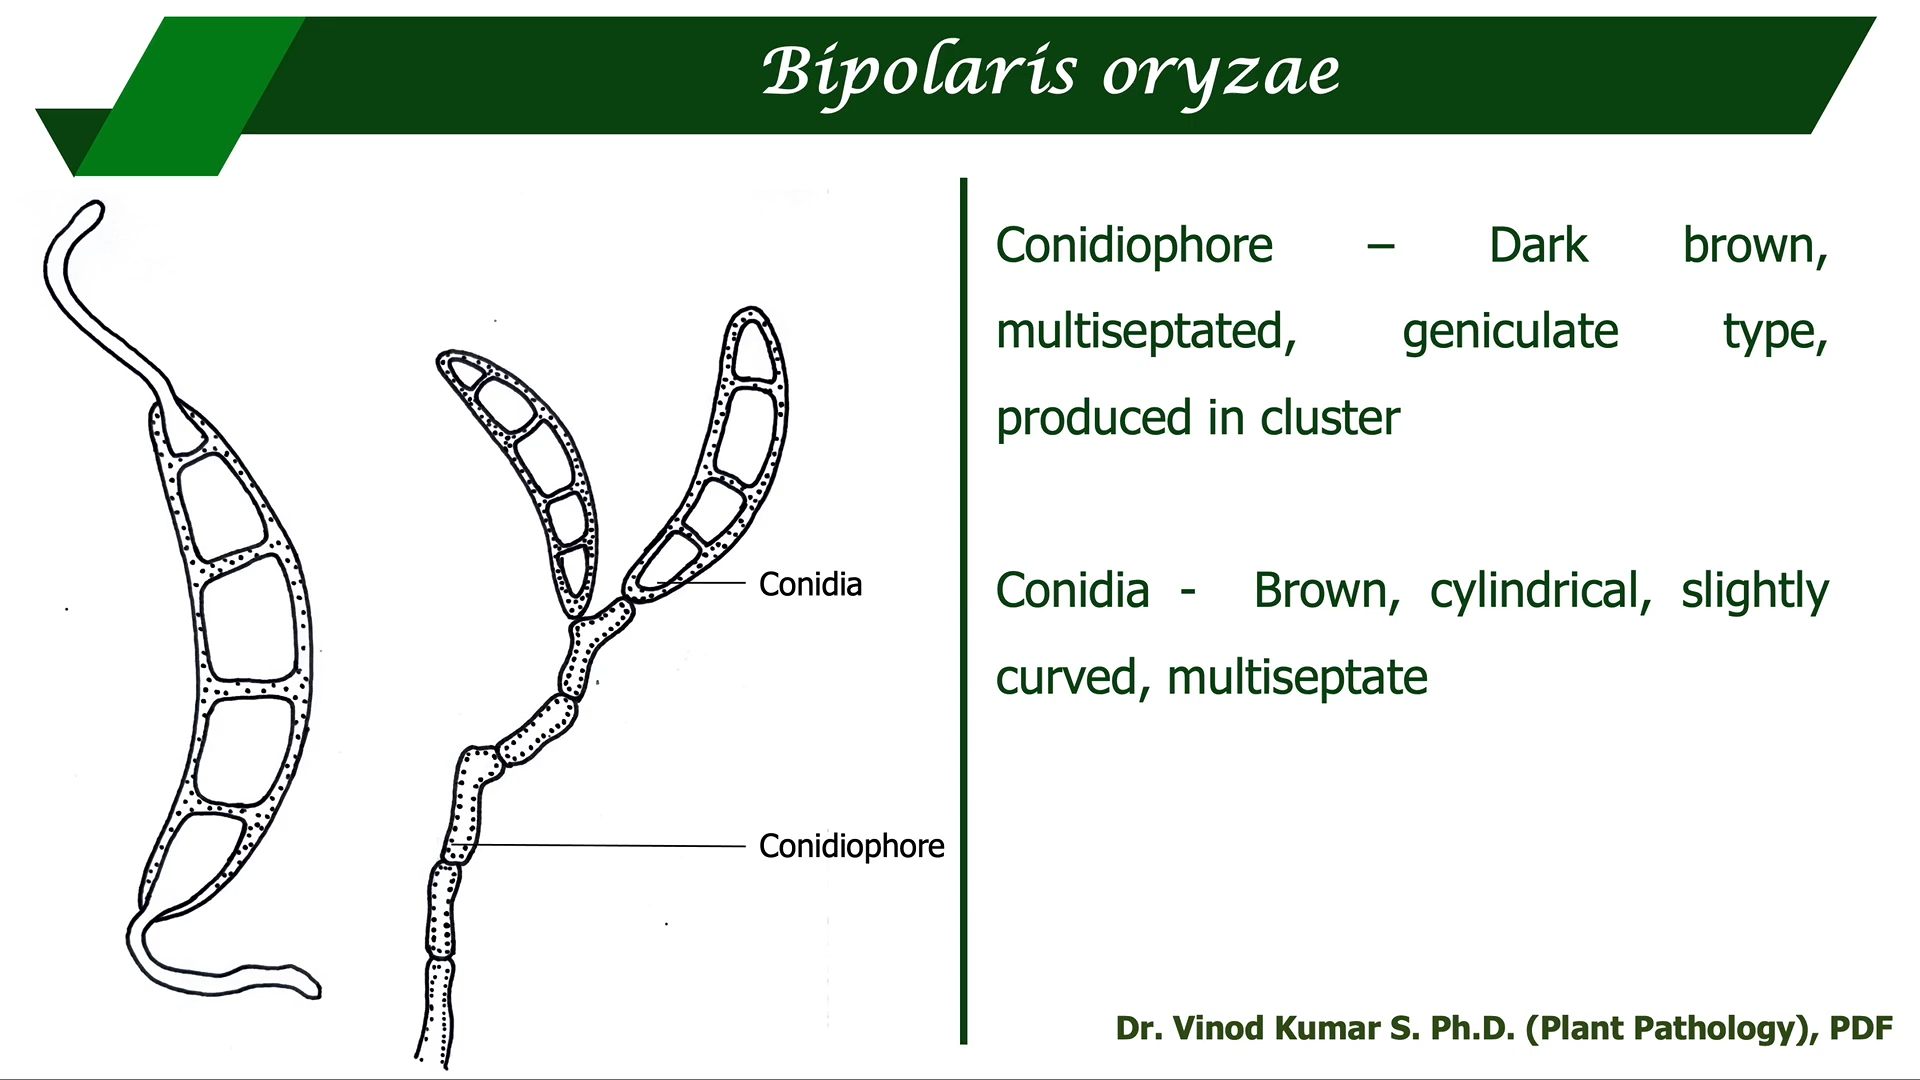 Bipolaris oryzae
Conidia
Conidiophore
Conidiophore – Dark brown,
multiseptated, geniculate type,
produced in cluster
Conidia - Brown, cylindrical, slightly
curved, multiseptate
Dr. Vinod Kumar S. Ph.D. (Plant Pathology), PDF